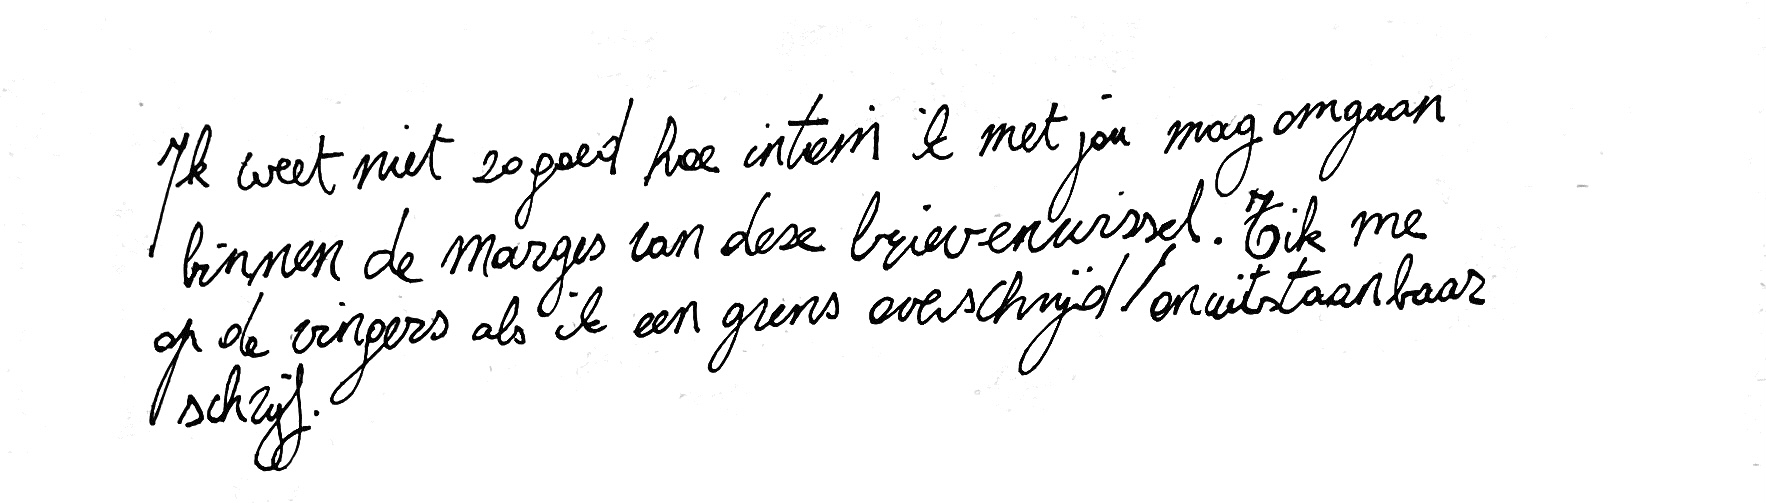 Ik weet niet zo goed hoe intiem ik met jou mag omgaan
binnen de marges van deze brievenwissel. Tik me
op de vingers als ik een grens overschrijd / onuitstaanbaar
schrijf.